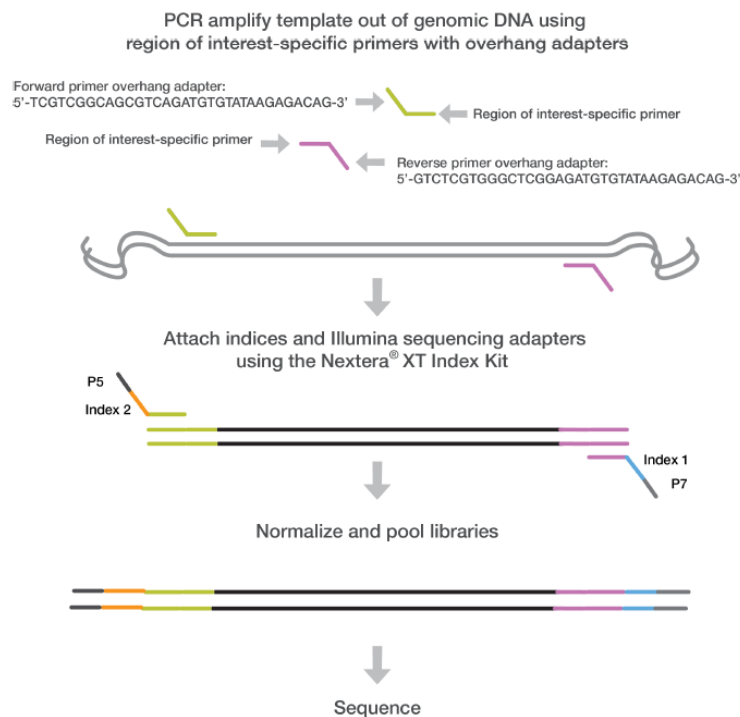 PCR amplify template out of genomic DNA using
region of interest-specific primers with overhang adapters
Forward primer overhang adapter:
5’-TCGTCGGCAGCGTCAGATGTGTATAAGAGACAG-3’
Region of interest-specific primer
Region of interest-specific primer
Reverse primer overhang adapter:
5’-GTCTCGTGGGCTCGGAGATGTGTATAAGAGACAG-3’
Attach indices and Illumina sequencing adapters
using the Nextera® XT Index Kit
P5
Index 2
Index 1
P7
Normalize and pool libraries
Sequence